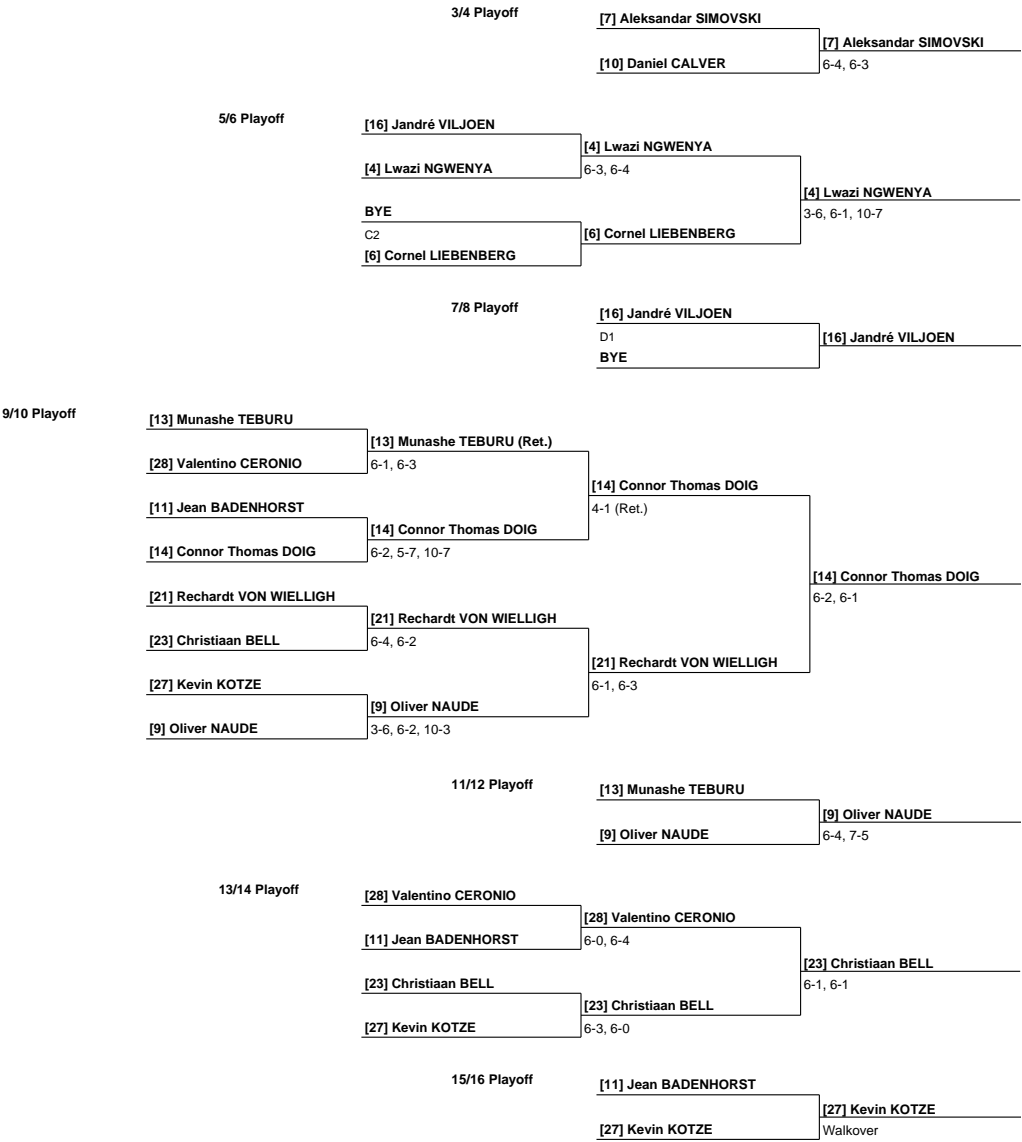 3/4 Playoff
[7] Aleksandar SIMOVSKI
[7] Aleksandar SIMOVSKI
[10] Daniel CALVER
6-4, 6-3
5/6 Playoff
[16] Jandré VILJOEN
[4] Lwazi NGWENYA
[4] Lwazi NGWENYA
6-3, 6-4
[4] Lwazi NGWENYA
3-6, 6-1, 10-7
BYE
C2
[6] Cornel LIEBENBERG
[6] Cornel LIEBENBERG
7/8 Playoff
[16] Jandré VILJOEN
D1
[16] Jandré VILJOEN
BYE
9/10 Playoff
[13] Munashe TEBURU
[13] Munashe TEBURU (Ret.)
[28] Valentino CERONIO
6-1, 6-3
[14] Connor Thomas DOIG
4-1 (Ret.)
[11] Jean BADENHORST
[14] Connor Thomas DOIG
[14] Connor Thomas DOIG
6-2, 5-7, 10-7
[14] Connor Thomas DOIG
6-2, 6-1
[21] Rechardt VON WIELLIGH
[21] Rechardt VON WIELLIGH
[23] Christiaan BELL
6-4, 6-2
[21] Rechardt VON WIELLIGH
6-1, 6-3
[27] Kevin KOTZE
[9] Oliver NAUDE
[9] Oliver NAUDE
3-6, 6-2, 10-3
11/12 Playoff
[13] Munashe TEBURU
[9] Oliver NAUDE
[9] Oliver NAUDE
6-4, 7-5
13/14 Playoff
[28] Valentino CERONIO
[28] Valentino CERONIO
[11] Jean BADENHORST
6-0, 6-4
[23] Christiaan BELL
6-1, 6-1
[23] Christiaan BELL
[23] Christiaan BELL
[27] Kevin KOTZE
6-3, 6-0
15/16 Playoff
[11] Jean BADENHORST
[27] Kevin KOTZE
[27] Kevin KOTZE
Walkover